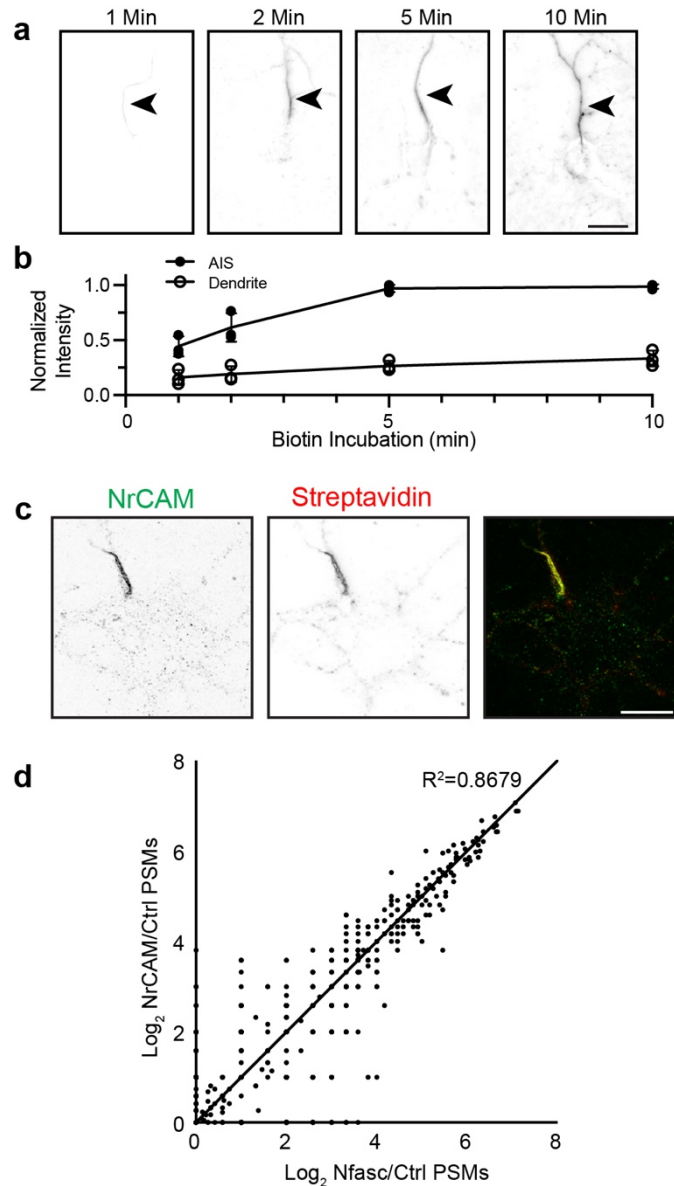 a
1 Min 2 Min 5 Min 10 Min
b
AIS
Dendrite
Normalized
Intensity
1.0
0.5
0.0
0 5 10
Biotin Incubation (min)
c
NrCAM Streptavidin
d
R²=0.8679
Log₂ NrCAM/Ctrl PSMs
8
6
4
2
0
0 2 4 6 8
Log₂ Nfasc/Ctrl PSMs